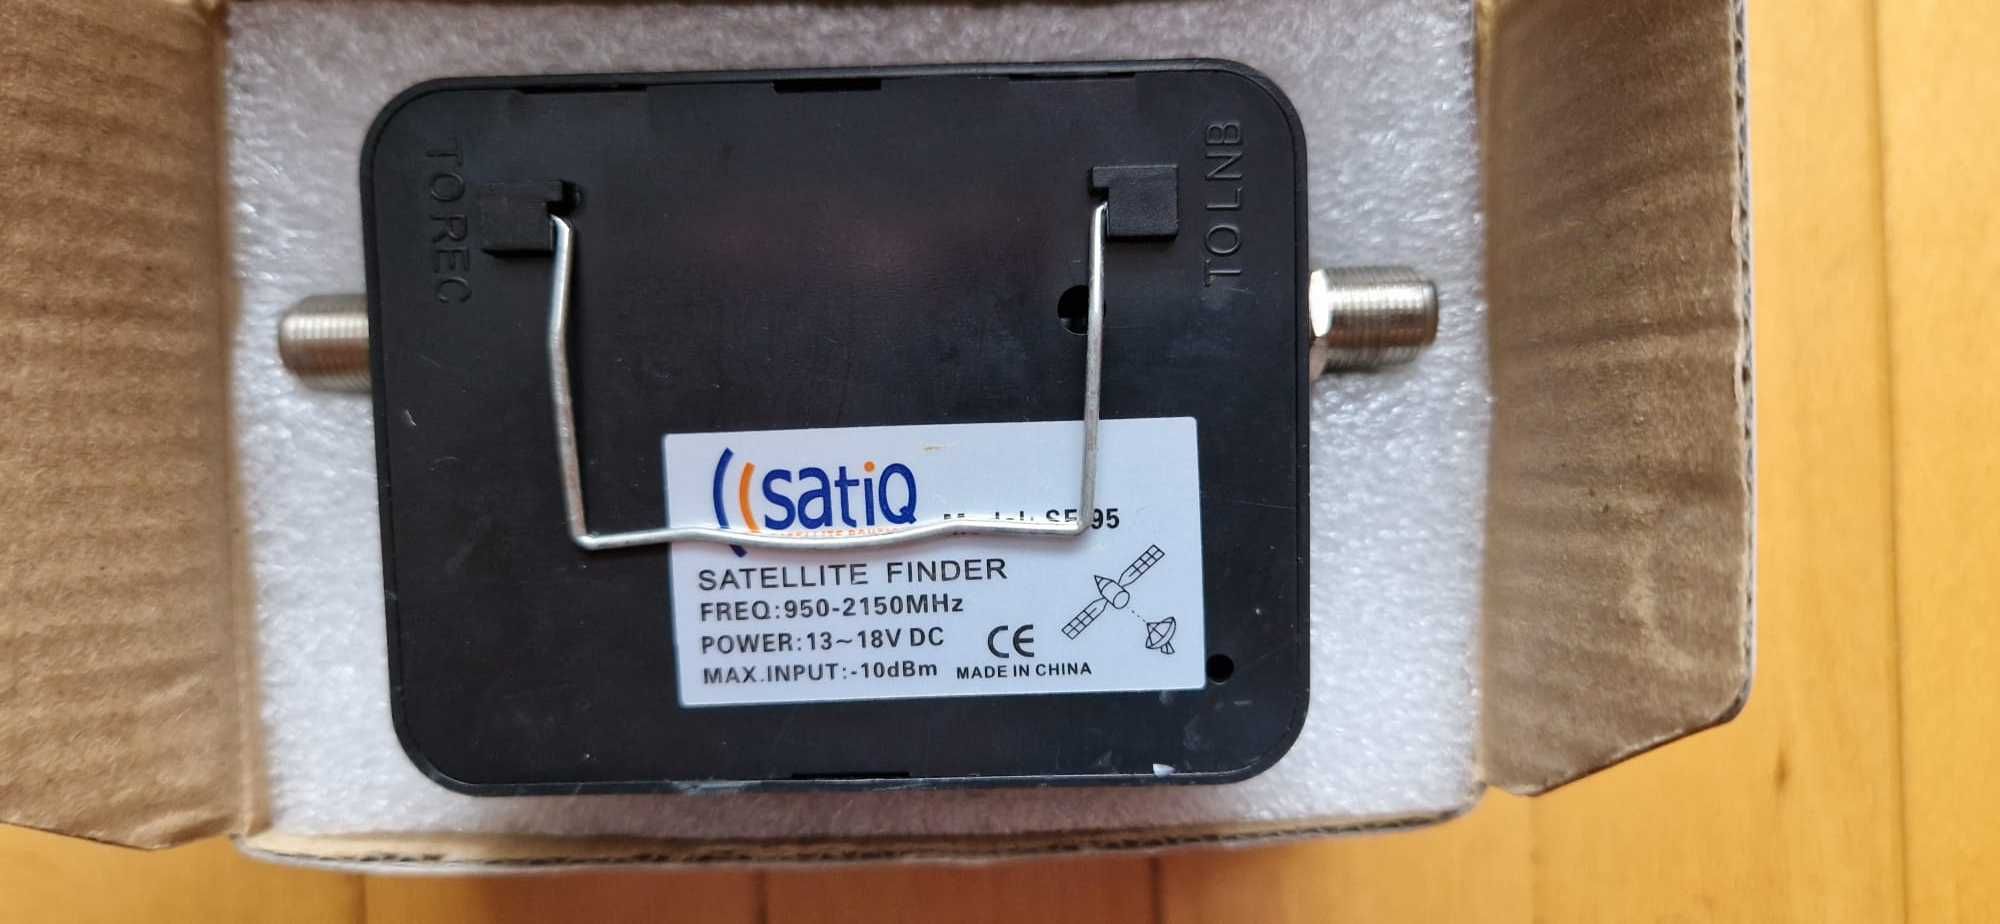 TO REC
TO LNB
satiQ
95
SATELLITE FINDER
FREQ:950-2150MHz
POWER:13~18V DC
CE
MAX.INPUT:-10dBm
MADE IN CHINA